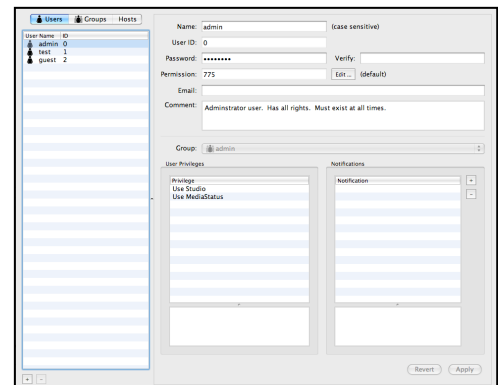 Users Groups Hosts
User Name ID
admin 0
test 1
guest 2
Name: admin (case sensitive)
User ID: 0
Password: •••••••• Verify:
Permission: 775 Edit ... (default)
Email:
Comment: Adminstrator user. Has all rights. Must exist at all times.
Group: admin
User Privileges Notifications
Privilege Notification
Use Studio
Use MediaStatus
+
-
Revert Apply
+ -